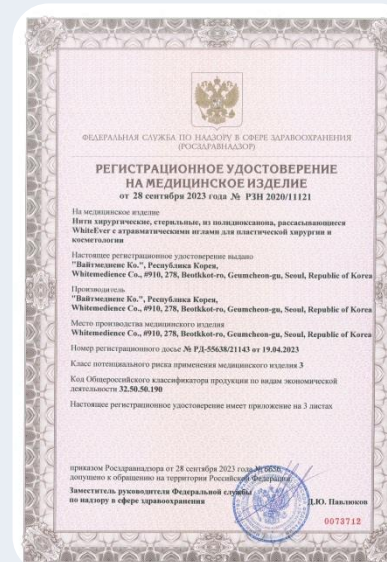 ФЕДЕРАЛЬНАЯ СЛУЖБА ПО НАДЗОРУ В СФЕРЕ ЗДРАВООХРАНЕНИЯ
(РОСЗДРАВНАДЗОР)
РЕГИСТРАЦИОННОЕ УДОСТОВЕРЕНИЕ
НА МЕДИЦИНСКОЕ ИЗДЕЛИЕ
от 28 сентября 2023 года № РЗН 2020/11121
На медицинское изделие
Нити хирургические, стерильные, из полидиоксанона, рассасывающиеся
WhiteEver с атравматическими иглами для пластической хирургии и
косметологии
Настоящее регистрационное удостоверение выдано
"Вайтмедиенс Ко.", Республика Корея,
Whitemedience Co., #910, 278, Beotkkot-ro, Geumcheon-gu, Seoul, Republic of Korea
Производитель
"Вайтмедиенс Ко.", Республика Корея,
Whitemedience Co., #910, 278, Beotkkot-ro, Geumcheon-gu, Seoul, Republic of Korea
Место производства медицинского изделия
Whitemedience Co., #910, 278, Beotkkot-ro, Geumcheon-gu, Seoul, Republic of Korea
Номер регистрационного досье № РД-55638/21143 от 19.04.2023
Класс потенциального риска применения медицинского изделия 3
Код Общероссийского классификатора продукции по видам экономической
деятельности 32.50.50.190
Настоящее регистрационное удостоверение имеет приложение на 3 листах
приказом Росздравнадзора от 28 сентября 2023 года № 6656
допущено к обращению на территории Российской Федерации.
Заместитель руководителя Федеральной службы
по надзору в сфере здравоохранения
Д.Ю. Павлюков
0073712